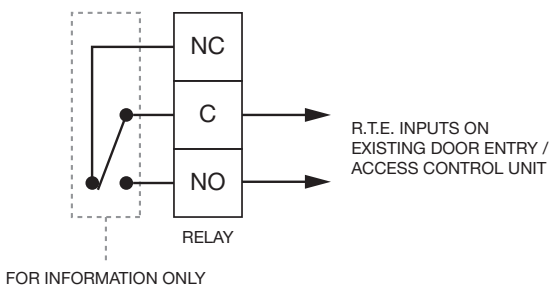 NC
C
NO
R.T.E. INPUTS ON
EXISTING DOOR ENTRY /
ACCESS CONTROL UNIT
RELAY
FOR INFORMATION ONLY